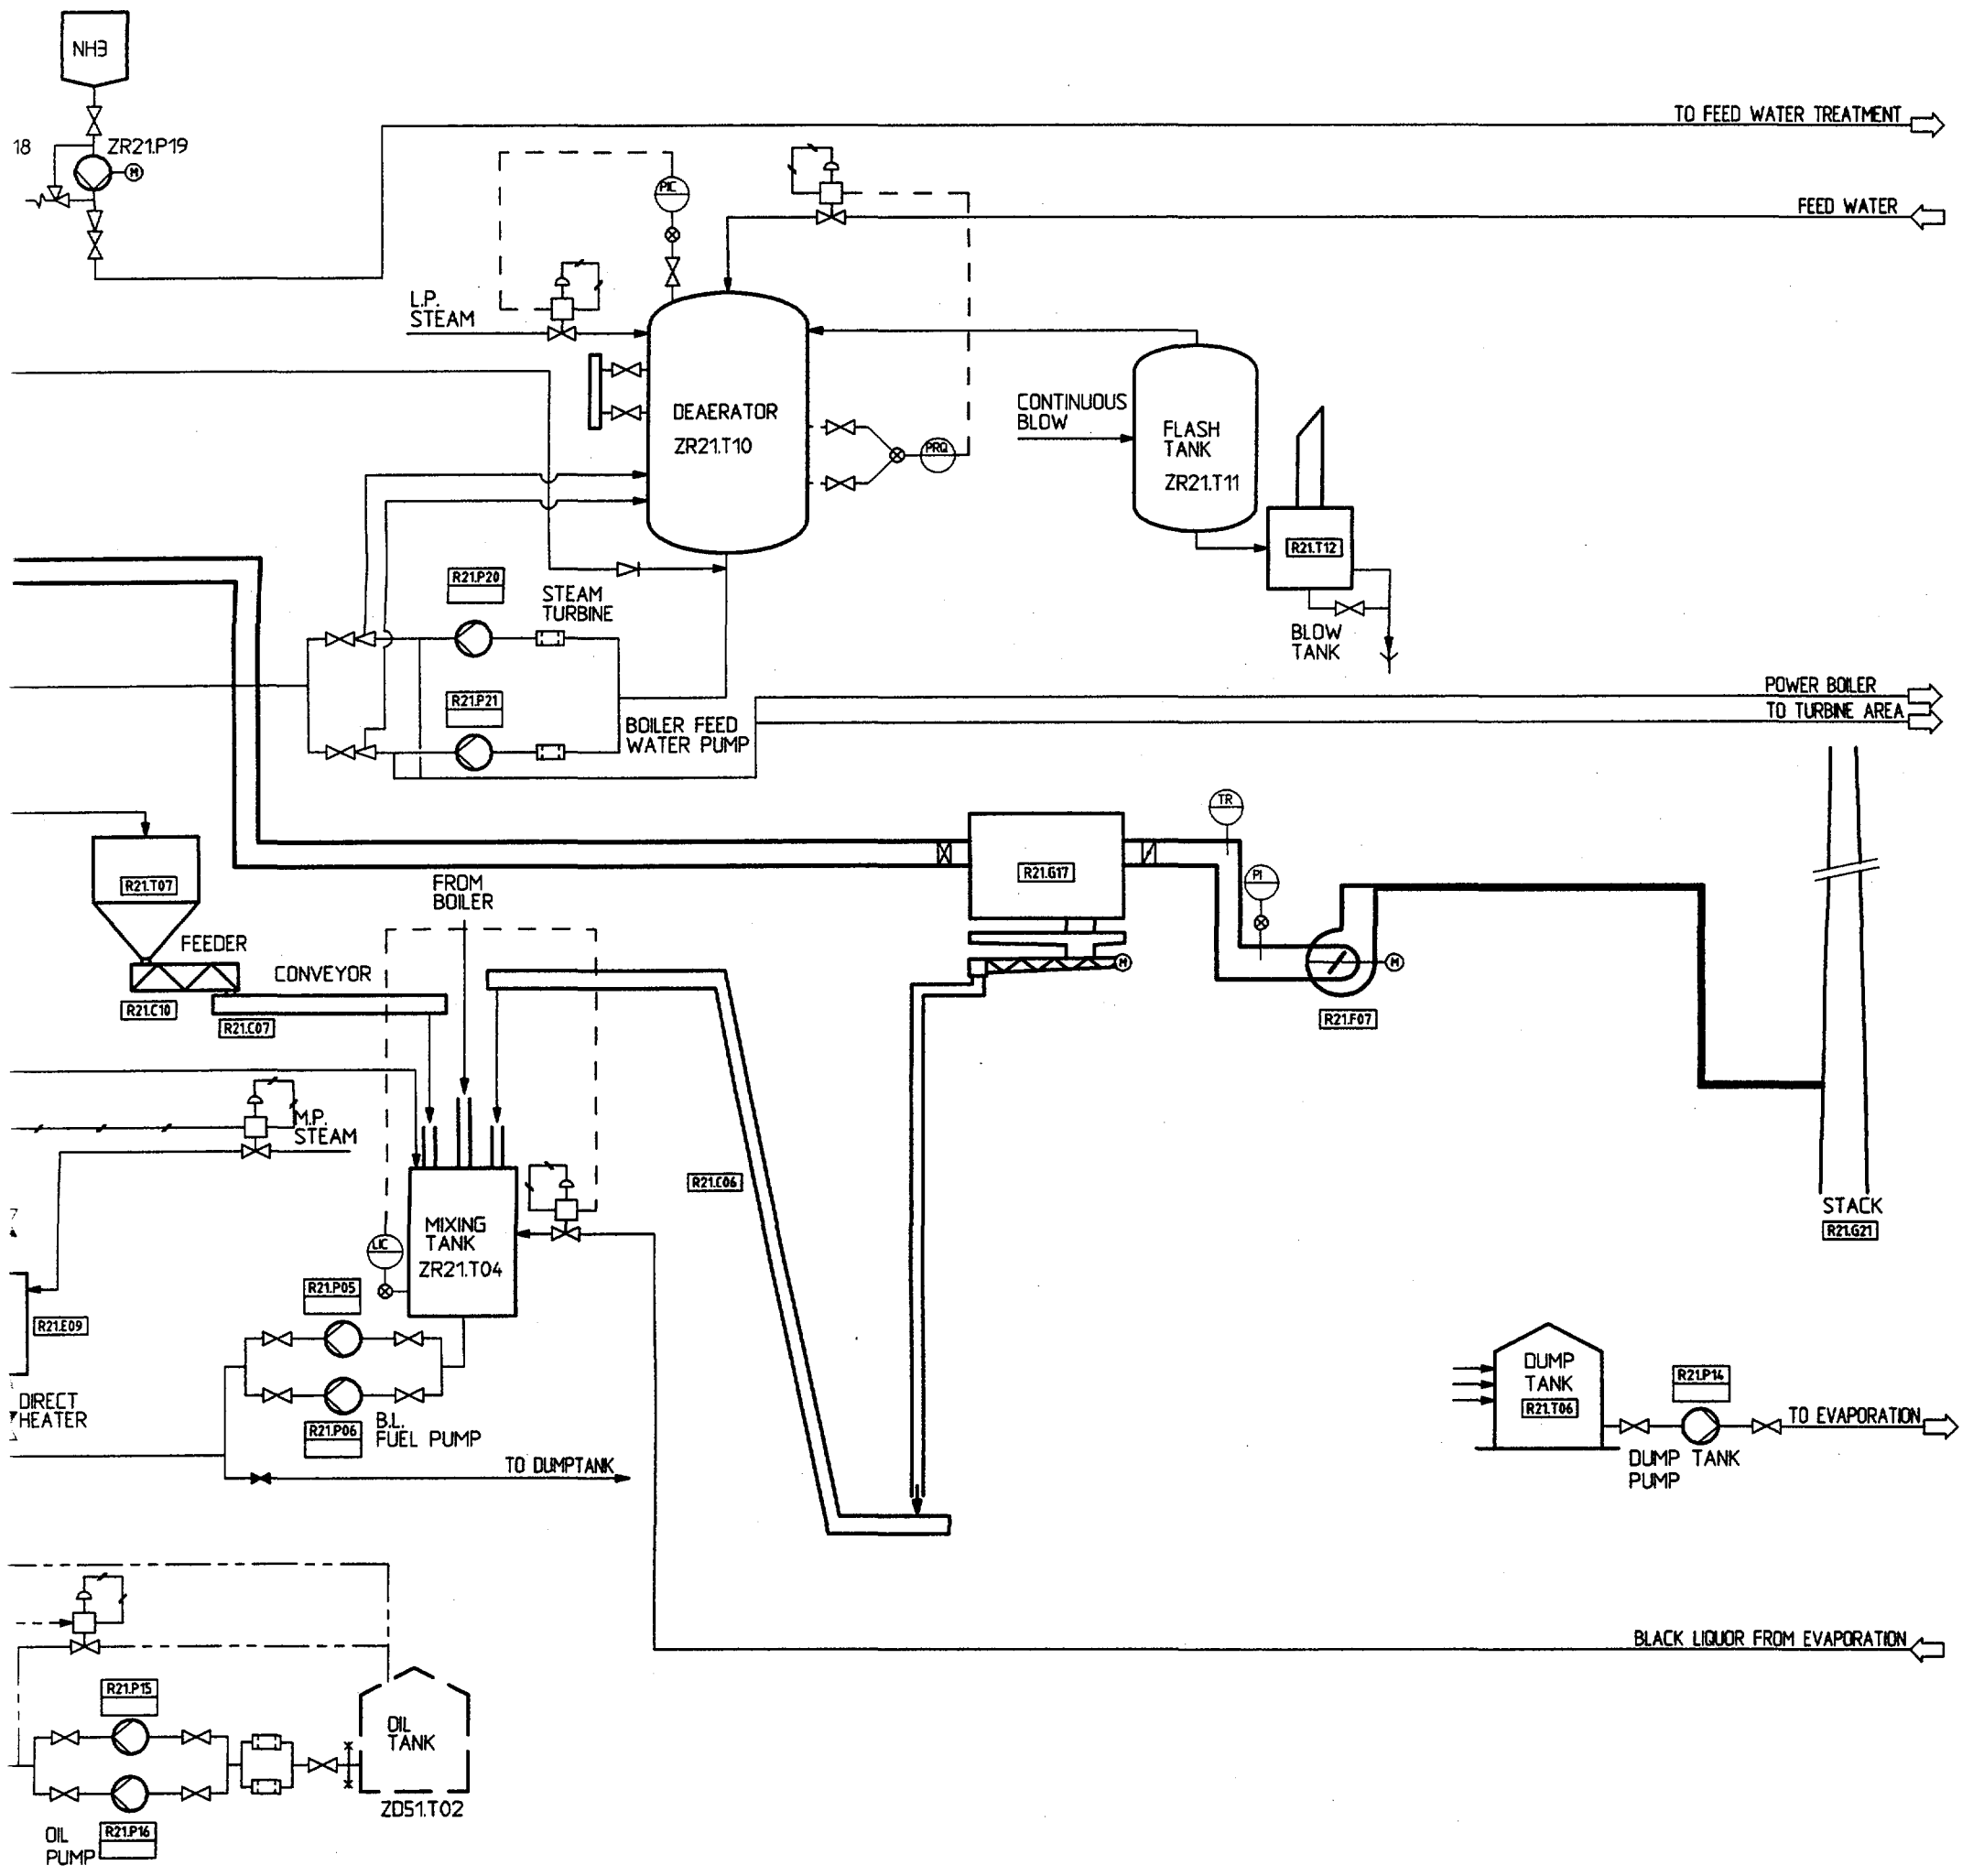 NH3
TO FEED WATER TREATMENT
18
ZR21.P19
M
PIC
FEED WATER
L.P.
STEAM
DEAERATOR
ZR21.T10
PRQ
CONTINUOUS
BLOW
FLASH
TANK
ZR21.T11
R21.T12
BLOW
TANK
R21.P20
STEAM
TURBINE
R21.P21
BOILER FEED
WATER PUMP
POWER BOILER
TO TURBINE AREA
TR
PI
R21.T07
FROM
BOILER
R21.G17
FEEDER
CONVEYOR
M
M
R21.C10
R21.C07
R21.F07
M.P.
STEAM
R21.C06
STACK
R21.G21
MIXING
TANK
ZR21.T04
LIC
R21.P05
R21.E09
DIRECT
HEATER
R21.P06
B.L.
FUEL PUMP
DUMP
TANK
R21.T06
R21.P14
TO EVAPORATION
DUMP TANK
PUMP
TO DUMPTANK
BLACK LIQUOR FROM EVAPORATION
R21.P15
OIL
TANK
ZD51.T02
OIL
PUMP
R21.P16